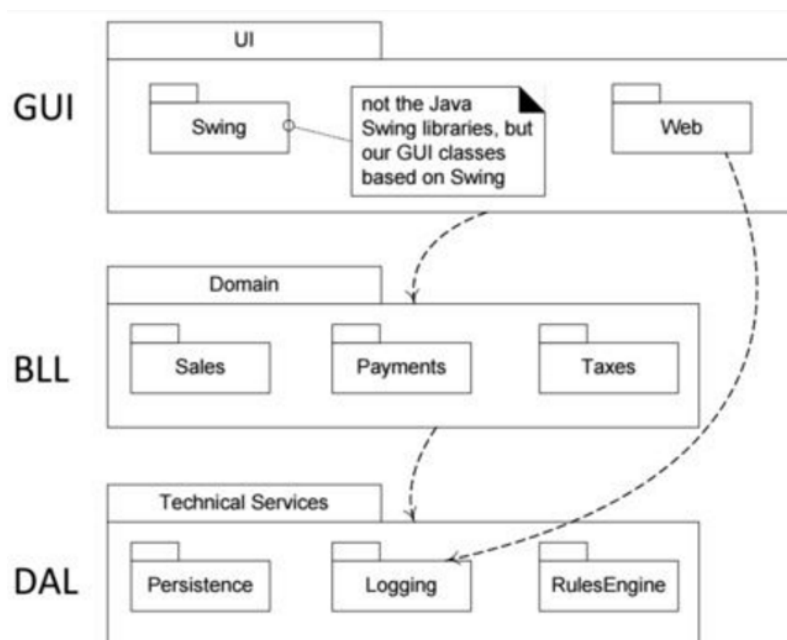 UI
GUI
Swing
not the Java
Swing libraries, but
our GUI classes
based on Swing
Web
Domain
BLL
Sales
Payments
Taxes
Technical Services
DAL
Persistence
Logging
RulesEngine